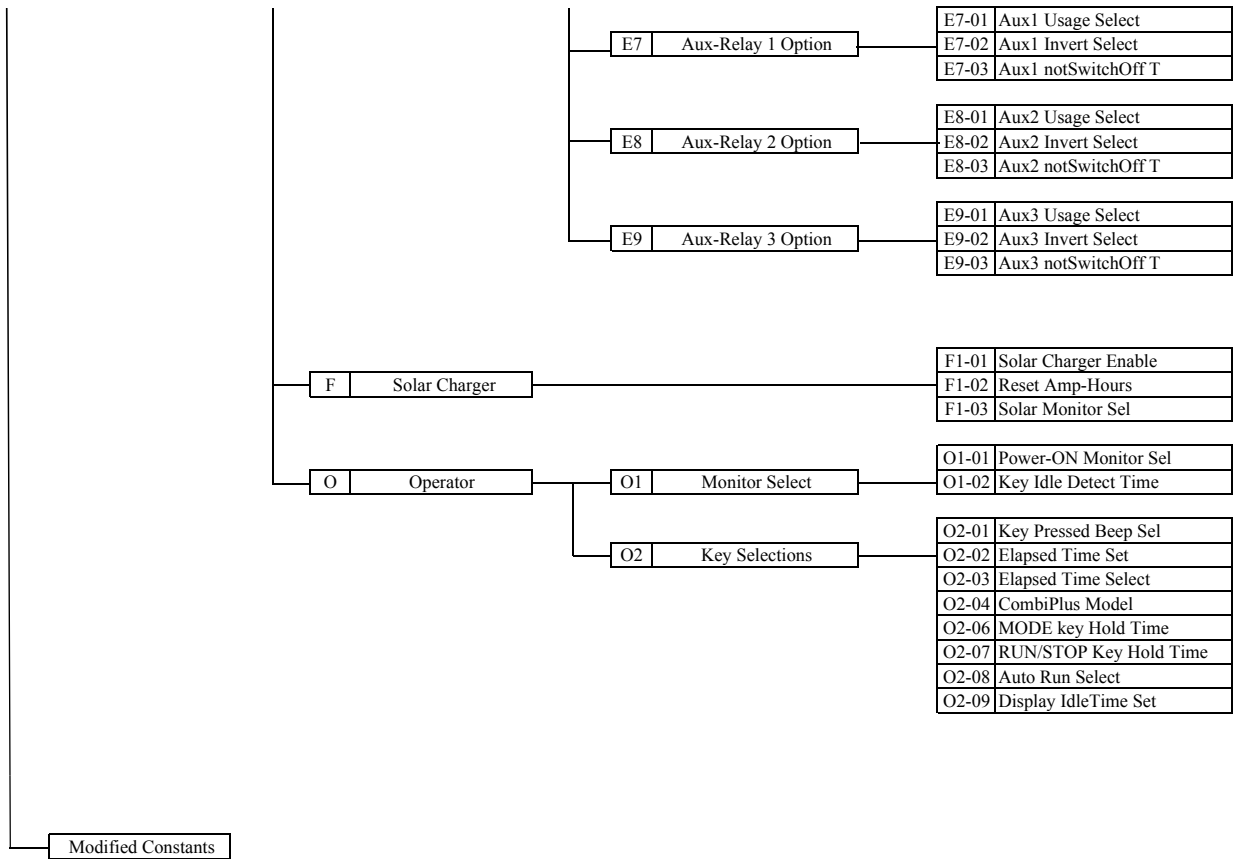 E7-01 Aux1 Usage Select
E7 Aux-Relay 1 Option E7-02 Aux1 Invert Select
E7-03 Aux1 notSwitchOff T
E8-01 Aux2 Usage Select
E8 Aux-Relay 2 Option E8-02 Aux2 Invert Select
E8-03 Aux2 notSwitchOff T
E9-01 Aux3 Usage Select
E9 Aux-Relay 3 Option E9-02 Aux3 Invert Select
E9-03 Aux3 notSwitchOff T
F1-01 Solar Charger Enable
F Solar Charger F1-02 Reset Amp-Hours
F1-03 Solar Monitor Sel
O1-01 Power-ON Monitor Sel
O Operator O1 Monitor Select O1-02 Key Idle Detect Time
O2-01 Key Pressed Beep Sel
O2 Key Selections O2-02 Elapsed Time Set
O2-03 Elapsed Time Select
O2-04 CombiPlus Model
O2-06 MODE key Hold Time
O2-07 RUN/STOP Key Hold Time
O2-08 Auto Run Select
O2-09 Display IdleTime Set
Modified Constants